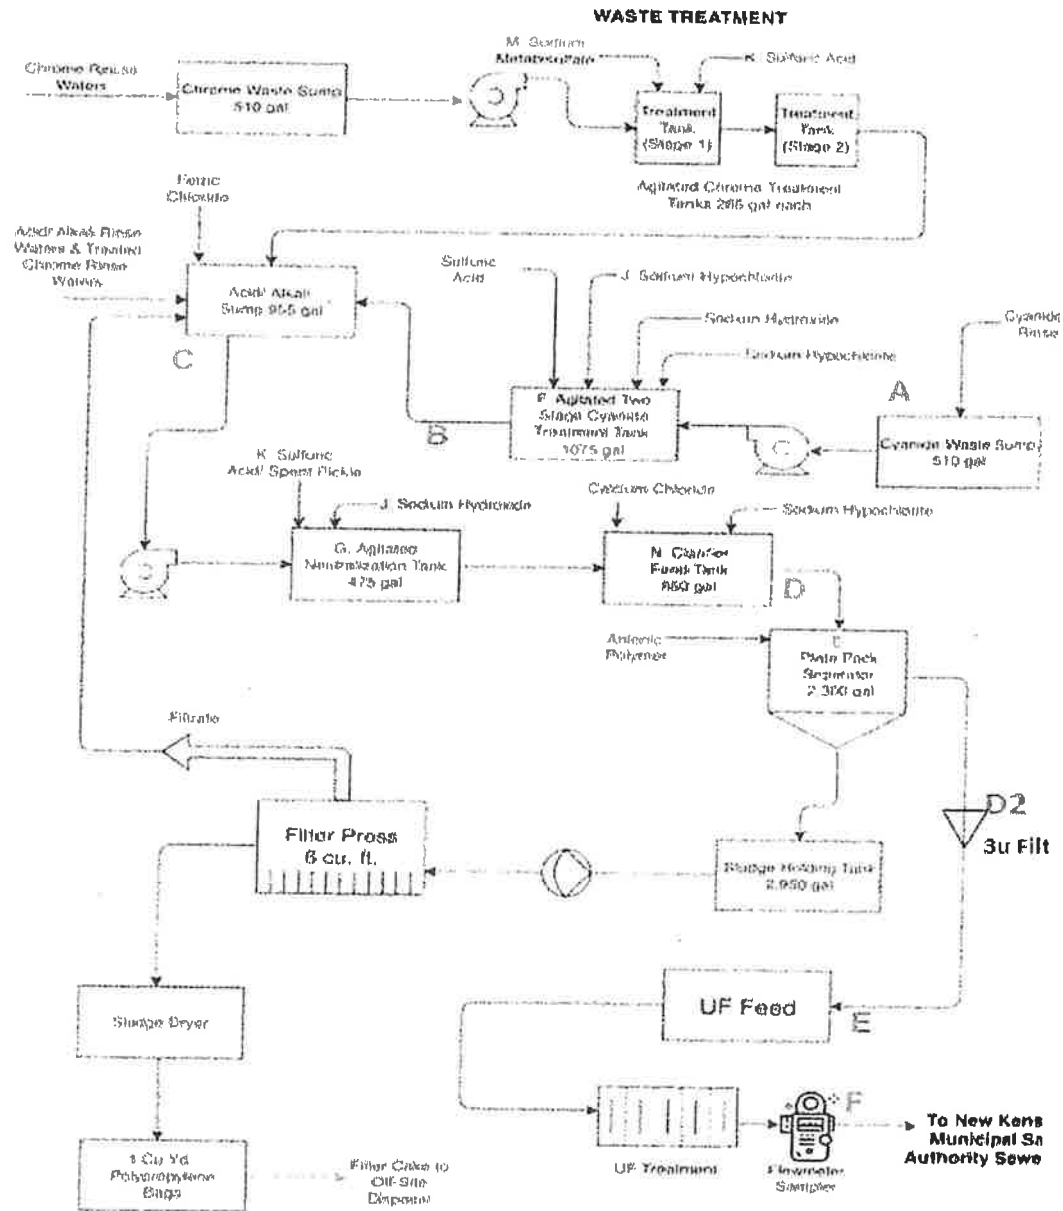 WASTE TREATMENT
M. Sodium
Metabisulfate
K. Sulfuric Acid
Chrome Rinse
Waters
Chrome Waste Sump
510 gal
Treatment
Tank
(Stage 1)
Treatment
Tank
(Stage 2)
Agitated Chrome Treatment
Tanks 265 gal each
Ferric
Chloride
Acid/ Alkali Rinse
Waters & Treated
Chrome Rinse
Waters
Acid/ Alkali
Sump 955 gal
C
Sulfuric
Acid
J. Sodium Hypochlorite
Sodium Hydroxide
Sodium Hypochlorite
Cyanide
Rinse
A
Agitated Two
Stage Cyanide
Treatment Tank
1075 gal
B
Cyanide Waste Sump
510 gal
K. Sulfuric
Acid/ Spent Pickle
J. Sodium Hydroxide
G. Agitated
Neutralization Tank
475 gal
Calcium Chloride
Sodium Hypochlorite
N. Clarifier
Feed Tank
gal
D
Anionic
Polymer
Plate Pack
Separator
gal
Filtrate
Filter Press
6 cu. ft.
Sludge Holding Tank
2,950 gal
D2
3u Filt
UF Feed
E
Sludge Dryer
UF Treatment
Flowmeter
Sampler
F
To New Kens
Municipal Sa
Authority Sewe
1 Cu Yd
Polypropylene
Bags
Filter Cake to
Off-Site
Disposal